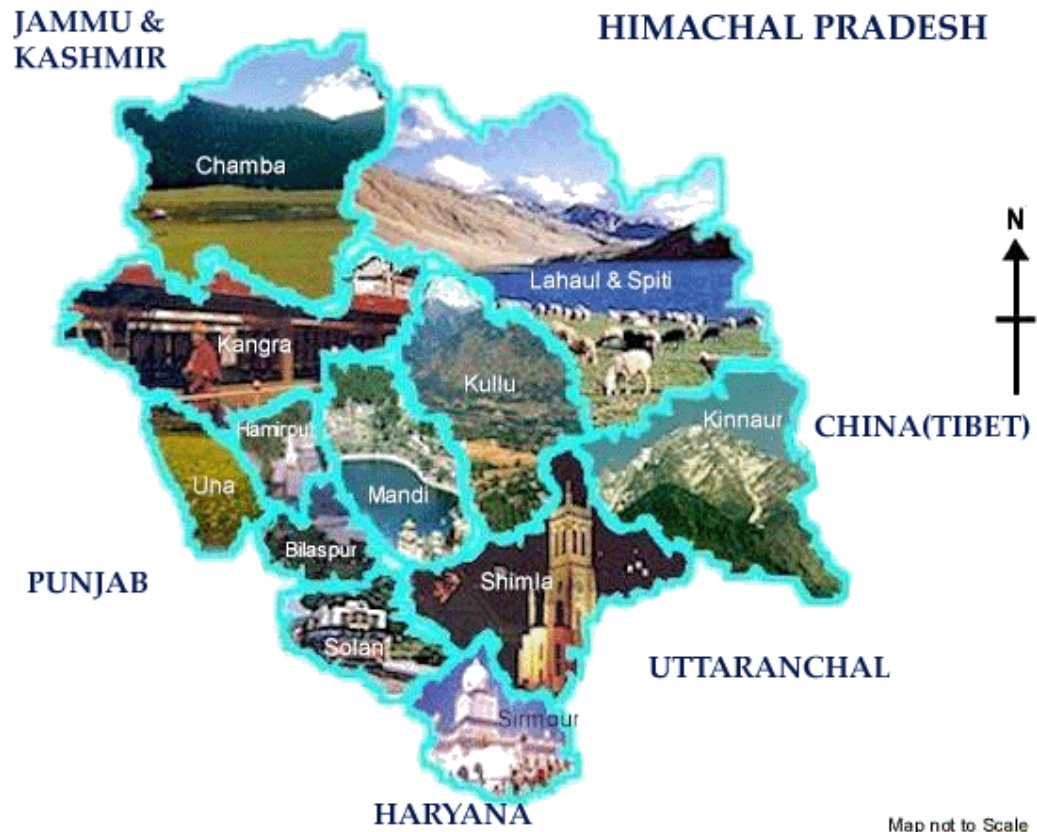 JAMMU &
KASHMIR
HIMACHAL PRADESH
Chamba
N
Lahaul & Spiti
Kangra
Kullu
Kinnaur
CHINA(TIBET)
Hamirpur
Una
Mandi
Bilaspur
PUNJAB
Shimla
Solan
UTTARANCHAL
Sirmour
HARYANA
Map not to Scale